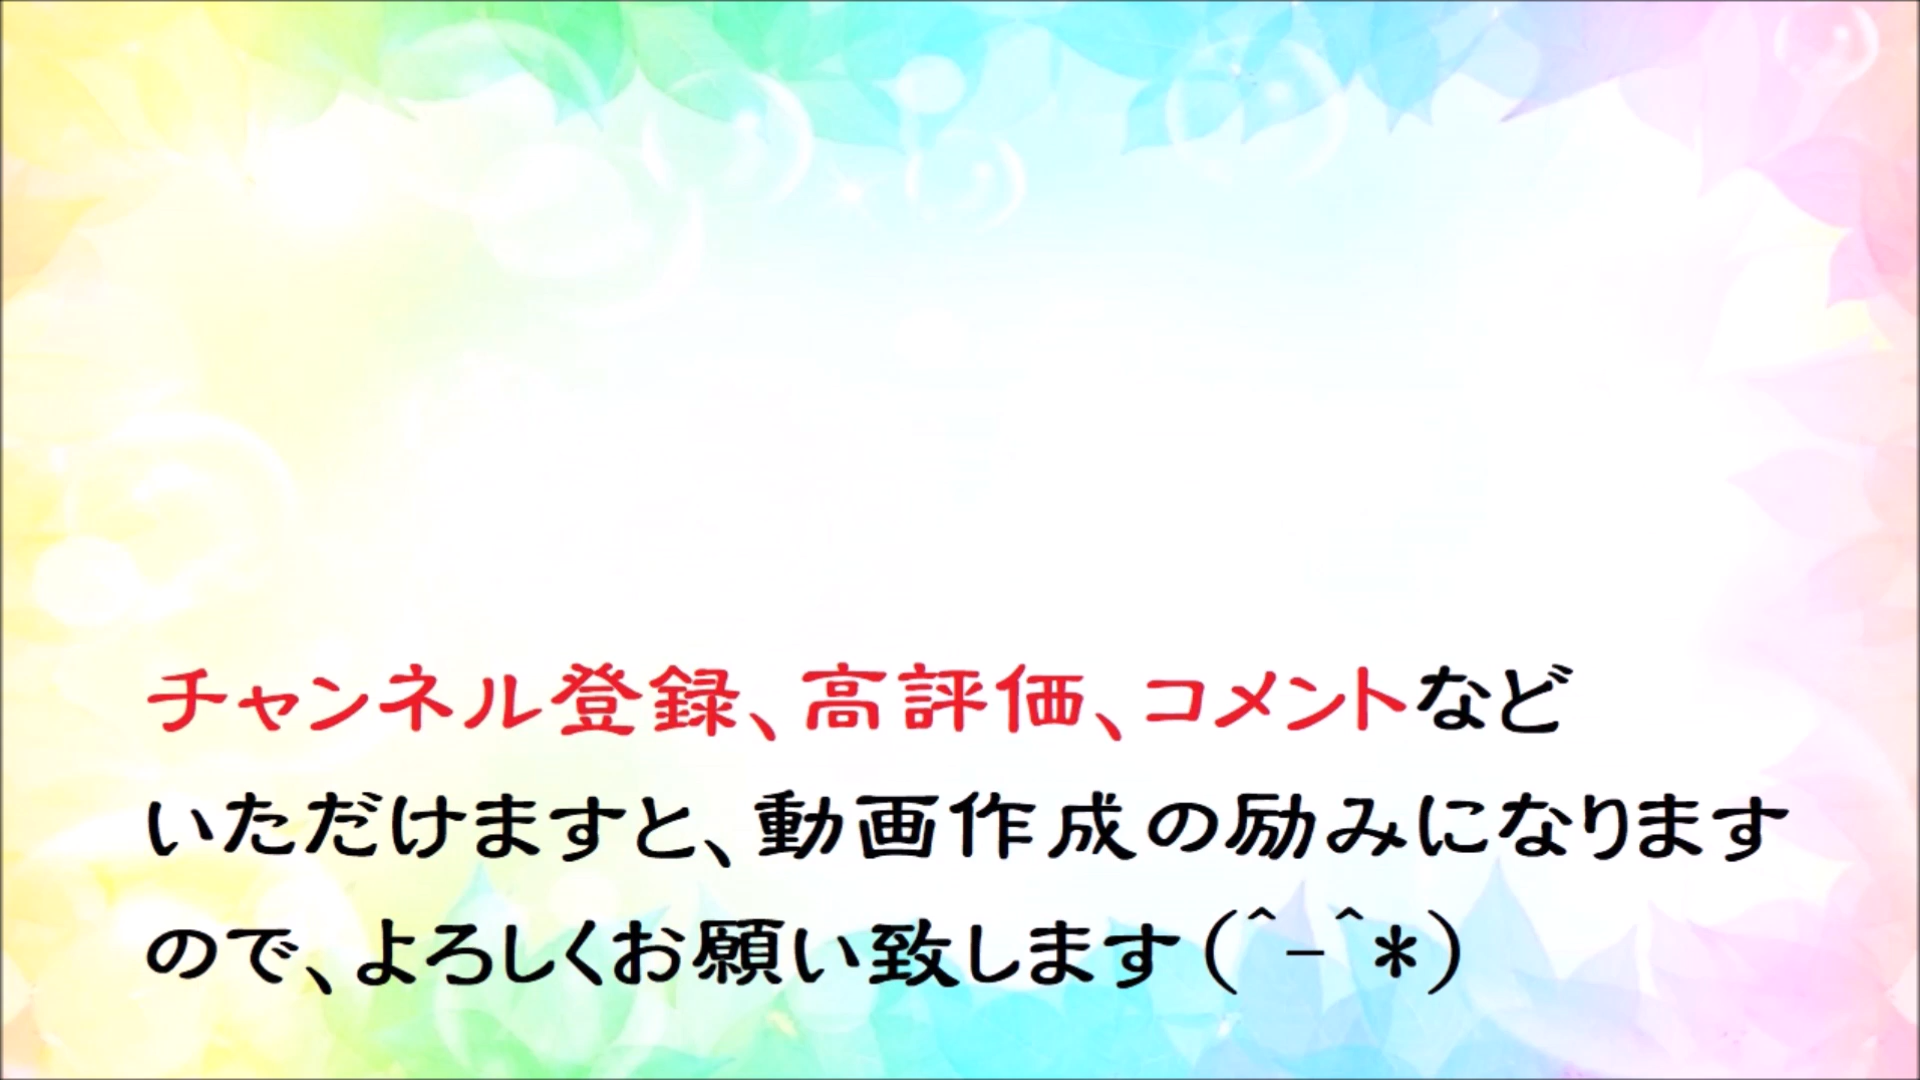 チャンネル登録、高評価、コメントなど
いただけますと、動画作成の励みになります
ので、よろしくお願い致します(^-^*)